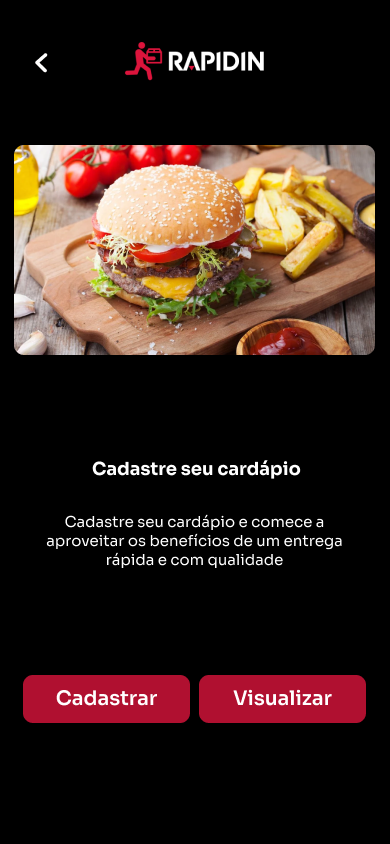 RAPIDIN
Cadastre seu cardápio
Cadastre seu cardápio e comece a
aproveitar os benefícios de um entrega
rápida e com qualidade
Cadastrar
Visualizar